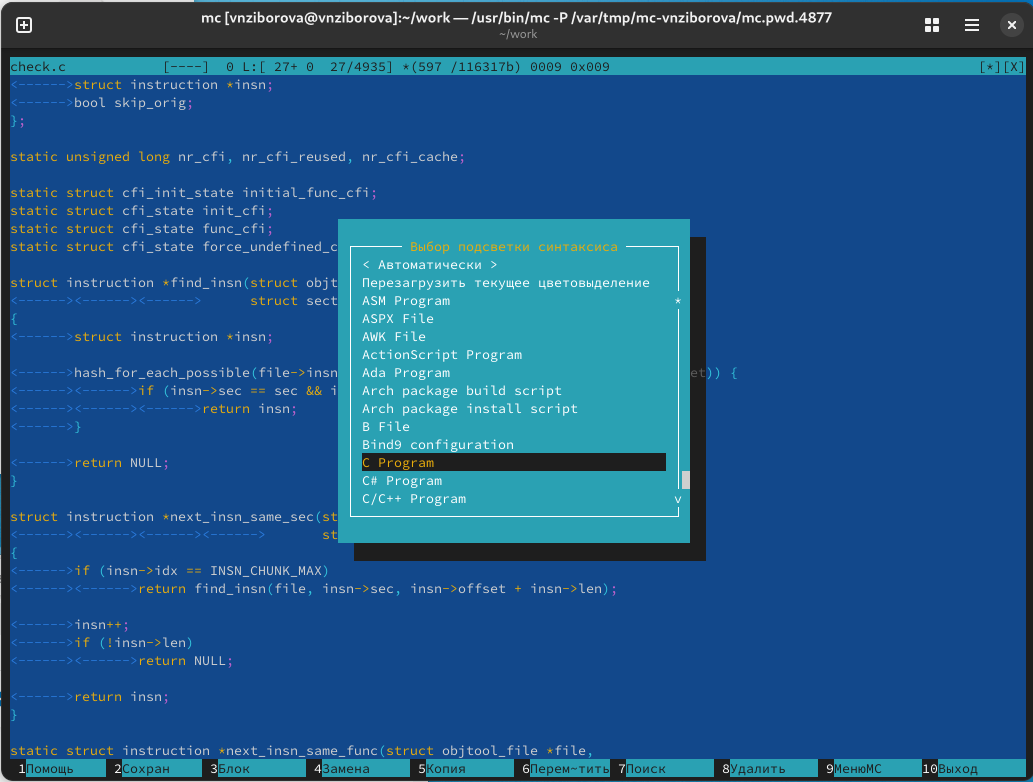 mc [vnziborova@vnziborova]:~/work — /usr/bin/mc -P /var/tmp/mc-vnziborova/mc.pwd.4877
~/work
check.c [----] 0 L:[ 27+ 0 27/4935] *(597 /116317b) 0009 0x009 [*][X]
<------>struct instruction *insn;
<------>bool skip_orig;
};
static unsigned long nr_cfi, nr_cfi_reused, nr_cfi_cache;
static struct cfi_init_state initial_func_cfi;
static struct cfi_state init_cfi;
static struct cfi_state func_cfi;
static struct cfi_state force_undefined_c
struct instruction *find_insn(struct objt
<------><------><------> struct sect
{
<------>struct instruction *insn;
<------>hash_for_each_possible(file->insn et)) {
<------><------>if (insn->sec == sec && i
<------><------><------>return insn;
<------>}
<------>return NULL;
}
struct instruction *next_insn_same_sec(st
<------><------><------><------> st
{
<------>if (insn->idx == INSN_CHUNK_MAX)
<------><------>return find_insn(file, insn->sec, insn->offset + insn->len);
<------>insn++;
<------>if (!insn->len)
<------><------>return NULL;
<------>return insn;
}
static struct instruction *next_insn_same_func(struct objtool_file *file,
Выбор подсветки синтаксиса
< Автоматически >
Перезагрузить текущее цветовыделение
ASM Program *
ASPX File
AWK File
ActionScript Program
Ada Program
Arch package build script
Arch package install script
B File
Bind9 configuration
C Program
C# Program
C/C++ Program v
1Помощь 2Сохран 3Блок 4Замена 5Копия 6Перем~тить 7Поиск 8Удалить 9МенюMC 10Выход